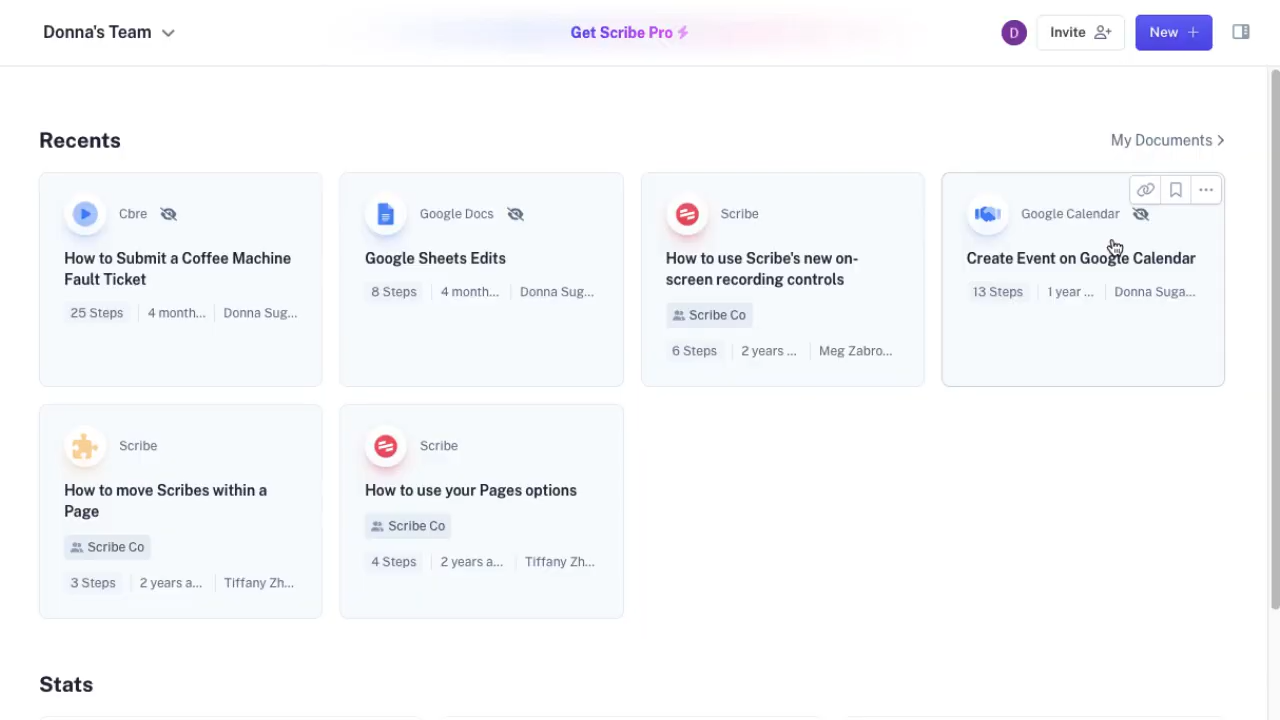 Donna's Team
Get Scribe Pro
D
Invite
New
Recents
My Documents
Cbre
How to Submit a Coffee Machine
Fault Ticket
25 Steps
4 month...
Donna Sug...
Google Docs
Google Sheets Edits
8 Steps
4 month...
Donna Sug...
Scribe
How to use Scribe's new on-
screen recording controls
Scribe Co
6 Steps
2 years ...
Meg Zabro...
Google Calendar
Create Event on Google Calendar
13 Steps
1 year ...
Donna Suga...
Scribe
How to move Scribes within a
Page
Scribe Co
3 Steps
2 years a...
Tiffany Zh...
Scribe
How to use your Pages options
Scribe Co
4 Steps
2 years a...
Tiffany Zh...
Stats